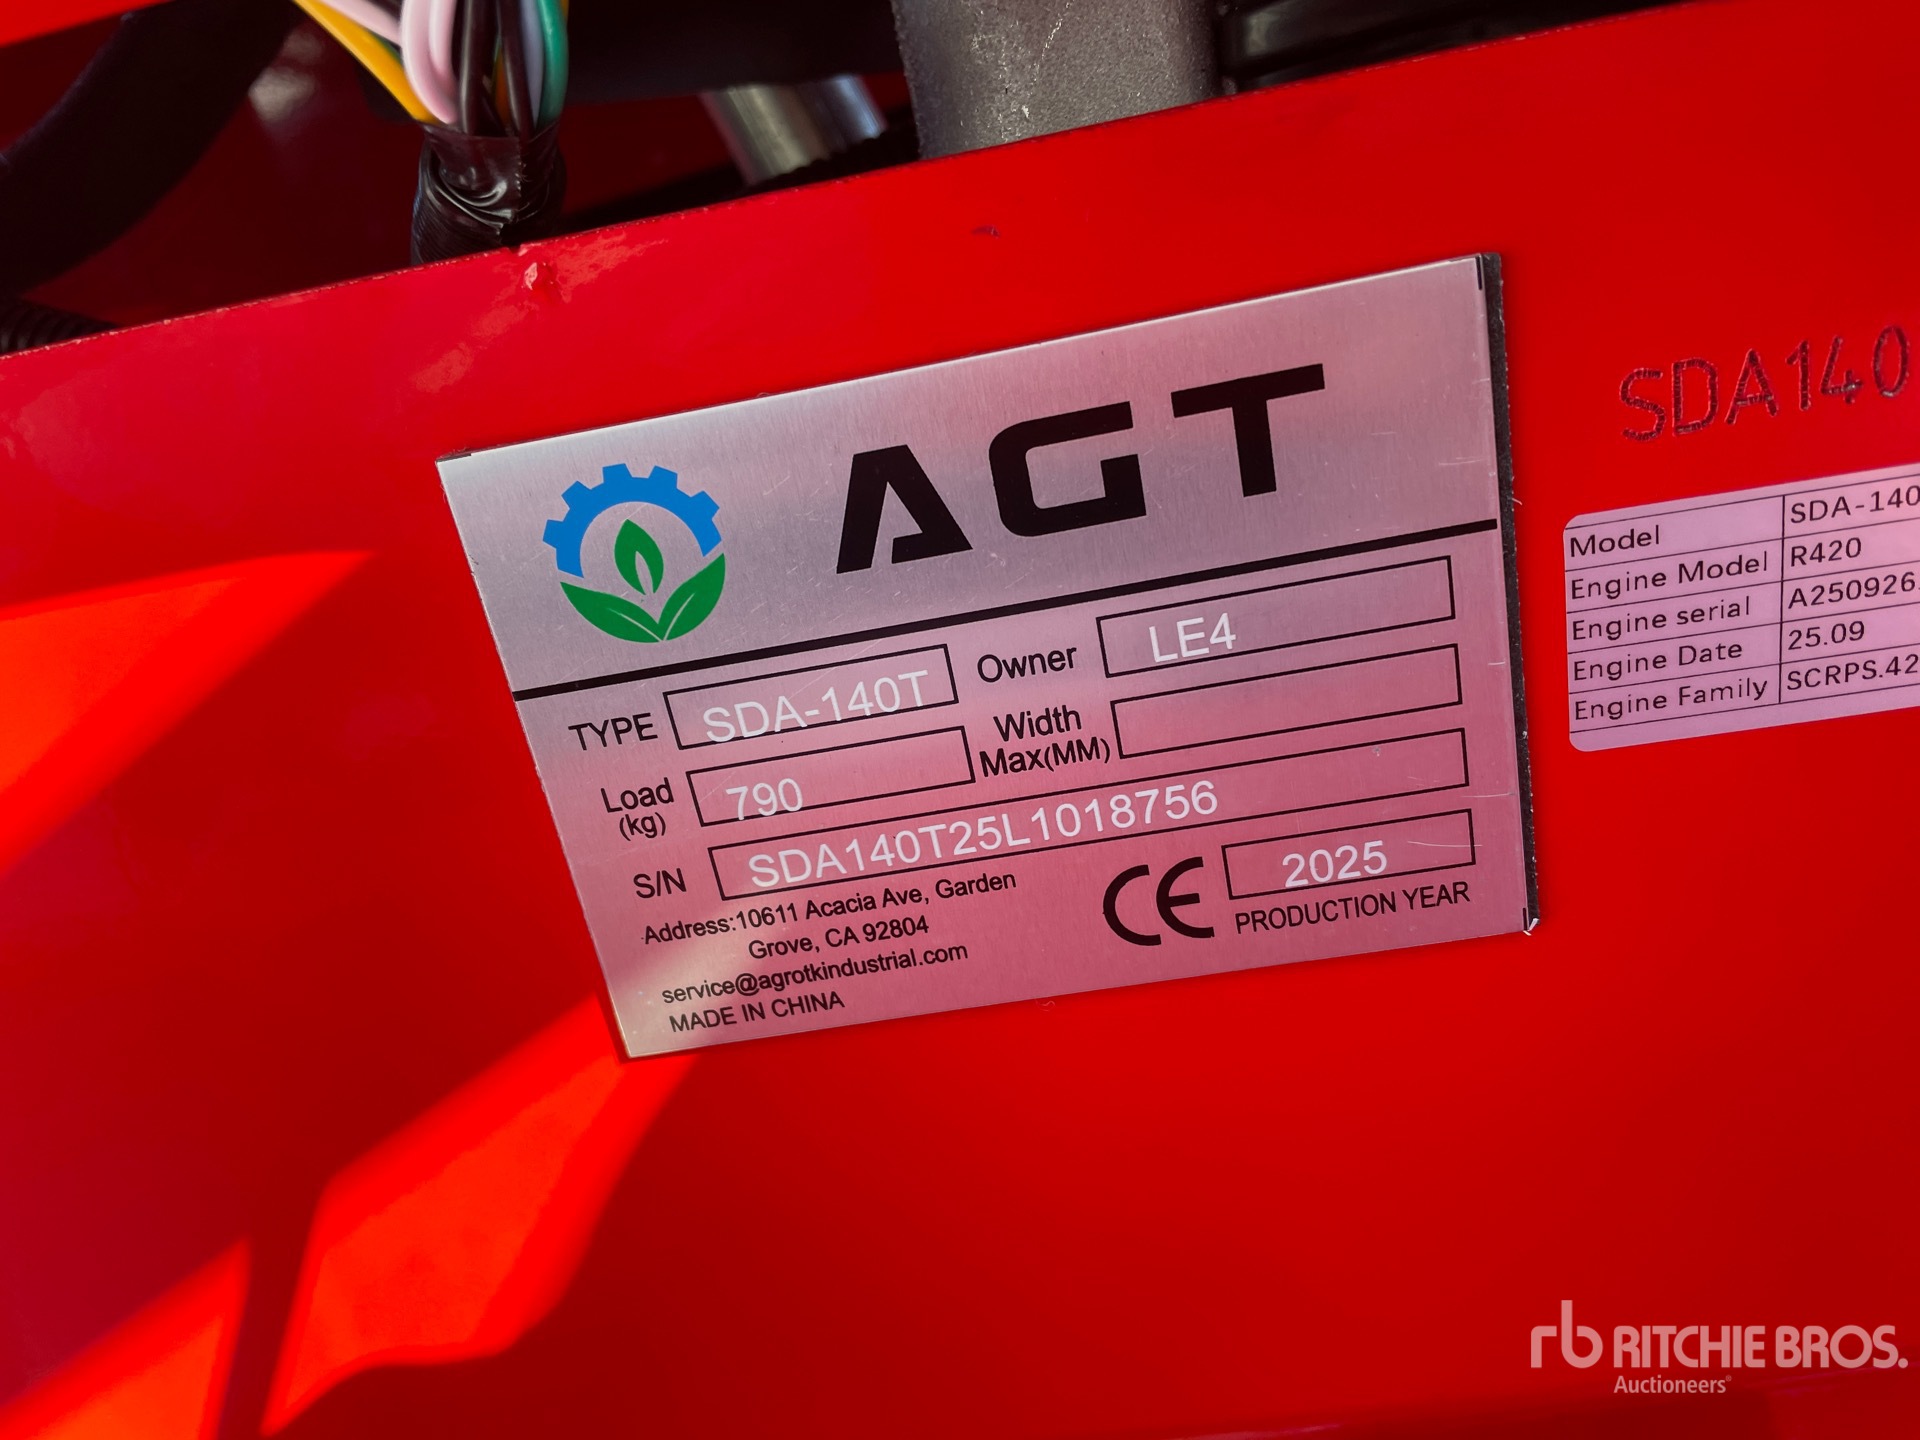 AGT
TYPE SDA-140T Owner LE4
Load (kg) 790 Width Max(MM)
S/N SDA140T25L1018756
Address:10611 Acacia Ave, Garden
Grove, CA 92804
service@agrotkindustrial.com
MADE IN CHINA
CE 2025
PRODUCTION YEAR
SDA140
Model SDA-140
Engine Model R420
Engine serial A250926
Engine Date 25.09
Engine Family SCRPS.42
rb RITCHIE BROS.
Auctioneers